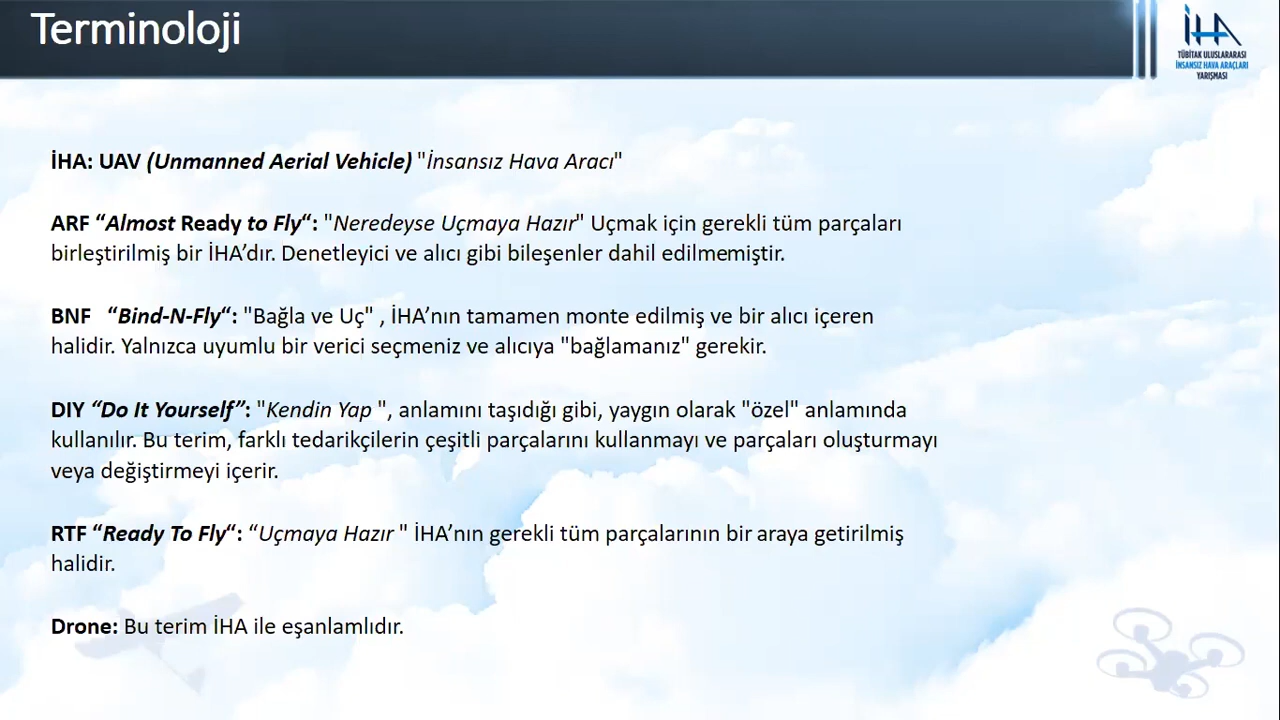 Terminoloji
İHA
TÜBİTAK ULUSLARARASI
İNSANSIZ HAVA ARAÇLARI
YARIŞMASI
İHA: UAV (Unmanned Aerial Vehicle) "İnsansız Hava Aracı"
ARF “Almost Ready to Fly“: "Neredeyse Uçmaya Hazır" Uçmak için gerekli tüm parçaları
birleştirilmiş bir İHA’dır. Denetleyici ve alıcı gibi bileşenler dahil edilmemiştir.
BNF “Bind-N-Fly“: "Bağla ve Uç" , İHA’nın tamamen monte edilmiş ve bir alıcı içeren
halidir. Yalnızca uyumlu bir verici seçmeniz ve alıcıya "bağlamanız" gerekir.
DIY “Do It Yourself”: "Kendin Yap ", anlamını taşıdığı gibi, yaygın olarak "özel" anlamında
kullanılır. Bu terim, farklı tedarikçilerin çeşitli parçalarını kullanmayı ve parçaları oluşturmayı
veya değiştirmeyi içerir.
RTF “Ready To Fly“: “Uçmaya Hazır " İHA’nın gerekli tüm parçalarının bir araya getirilmiş
halidir.
Drone: Bu terim İHA ile eşanlamlıdır.